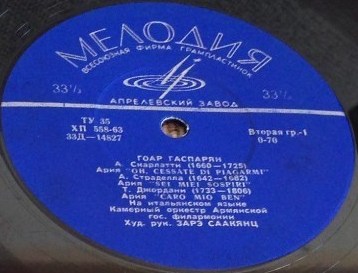 МЕЛОДИЯ
ВСЕСОЮЗНАЯ ФИРМА ГРАМПЛАСТИНОК
33⅓ 33⅓
АПРЕЛЕВСКИЙ ЗАВОД
ТУ 35
ХП 558-63
33Д—14827
Вторая гр.-1
0-70
ГОАР ГАСПАРЯН
А. Скарлатти (1660—1725)
Ария "OH, CESSATE DI PIAGARMI"
А. Страделла (1642—1682)
Ария "SEI MIEI SOSPIRI"
Т. Джордани (1733—1806)
Ария "CARO MIO BEN"
На итальянском языке
Камерный оркестр Армянской
гос. филармонии
Худ. рук. ЗАРЭ СААКЯНЦ